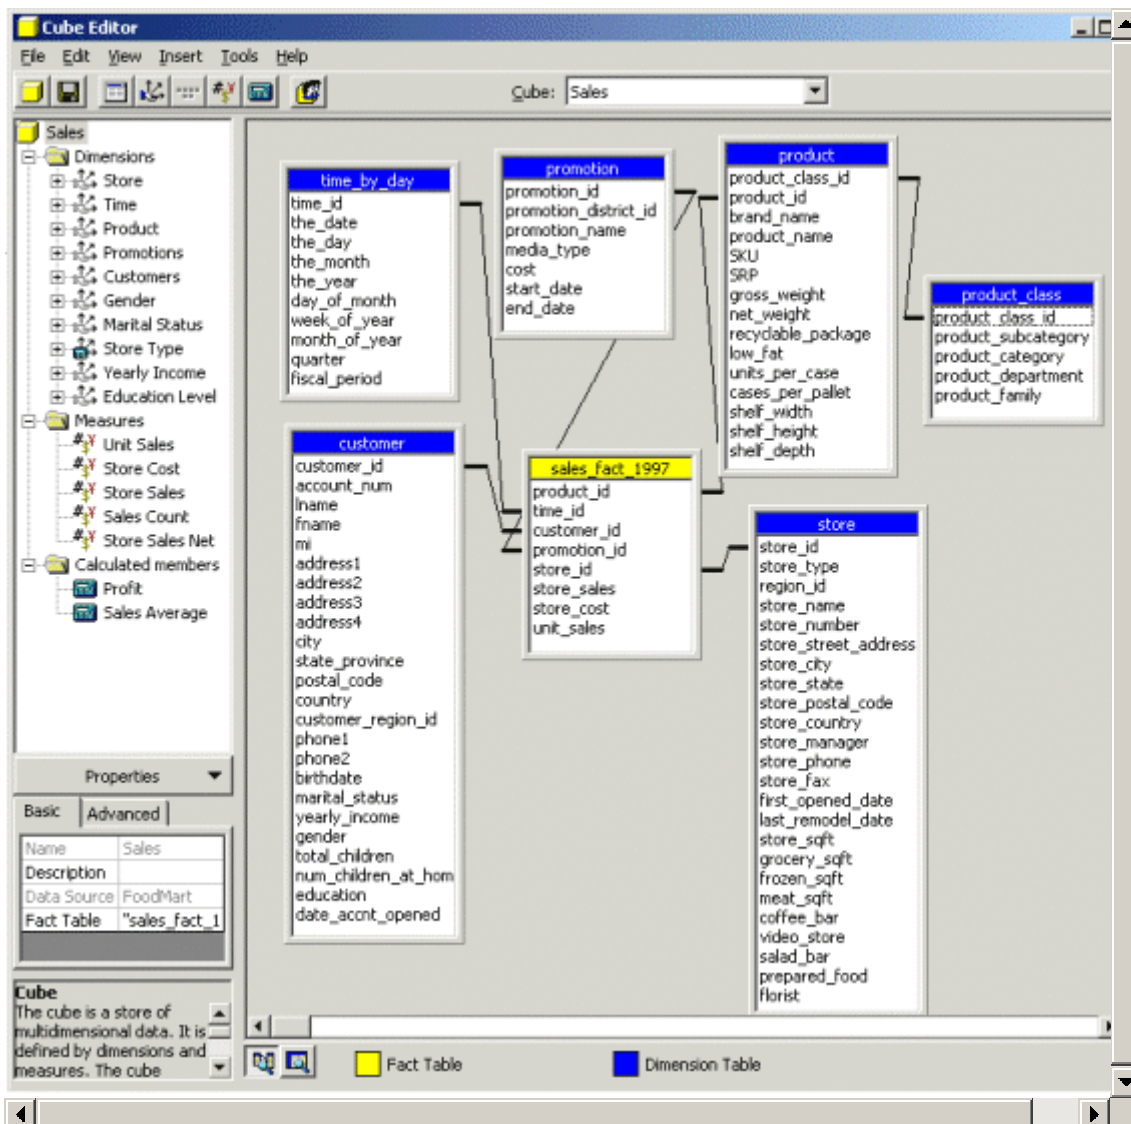 Cube Editor
File Edit View Insert Tools Help
Cube: Sales
Sales
Dimensions
Store
Time
Product
Promotions
Customers
Gender
Marital Status
Store Type
Yearly Income
Education Level
Measures
Unit Sales
Store Cost
Store Sales
Sales Count
Store Sales Net
Calculated members
Profit
Sales Average
Properties
Basic Advanced
Name Sales
Description
Data Source FoodMart
Fact Table "sales_fact_1
Cube
The cube is a store of
multidimensional data. It is
defined by dimensions and
measures. The cube
time_by_day
time_id
the_date
the_day
the_month
the_year
day_of_month
week_of_year
month_of_year
quarter
fiscal_period
promotion
promotion_id
promotion_district_id
promotion_name
media_type
cost
start_date
end_date
product
product_class_id
product_id
brand_name
product_name
SKU
SRP
gross_weight
net_weight
recyclable_package
low_fat
units_per_case
cases_per_pallet
shelf_width
shelf_height
shelf_depth
product_class
product_class_id
product_subcategory
product_category
product_department
product_family
customer
customer_id
account_num
lname
fname
mi
address1
address2
address3
address4
city
state_province
postal_code
country
customer_region_id
phone1
phone2
birthdate
marital_status
yearly_income
gender
total_children
num_children_at_hom
education
date_accnt_opened
sales_fact_1997
product_id
time_id
customer_id
promotion_id
store_id
store_sales
store_cost
unit_sales
store
store_id
store_type
region_id
store_name
store_number
store_street_address
store_city
store_state
store_postal_code
store_country
store_manager
store_phone
store_fax
first_opened_date
last_remodel_date
store_sqft
grocery_sqft
frozen_sqft
meat_sqft
coffee_bar
video_store
salad_bar
prepared_food
florist
Fact Table
Dimension Table